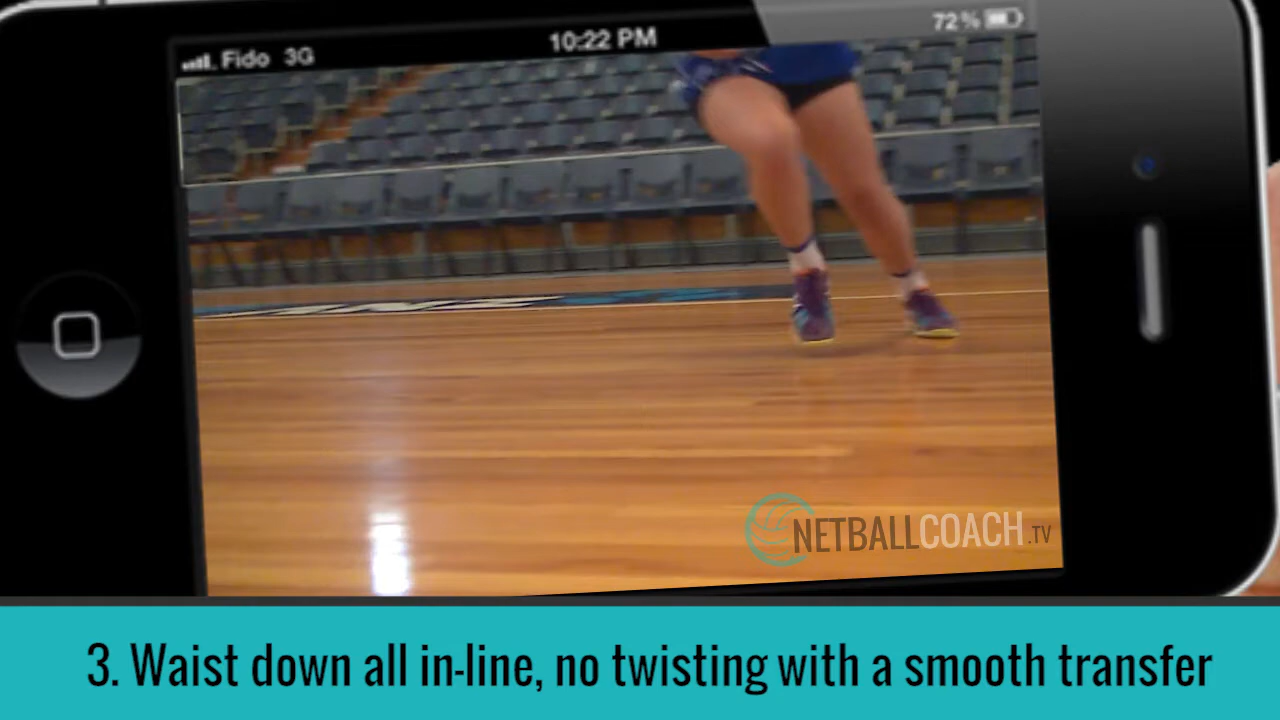 Fido 3G
10:22 PM
72%
NETBALLCOACH.TV
3. Waist down all in-line, no twisting with a smooth transfer